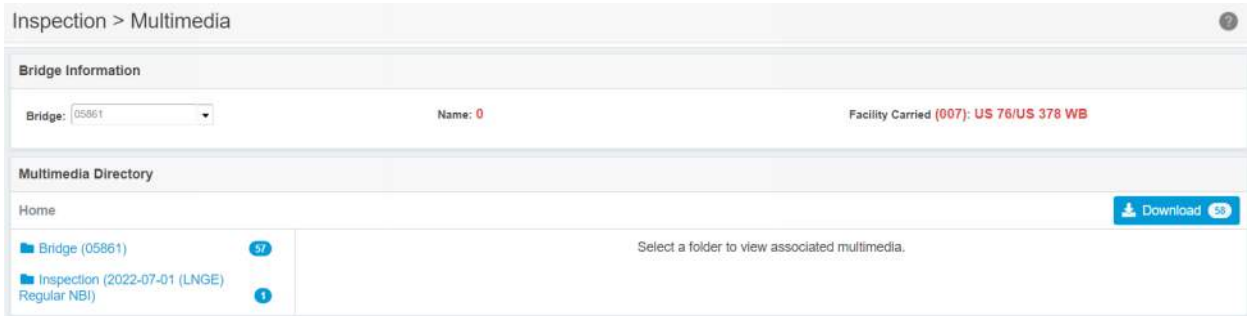 Inspection > Multimedia ?
Bridge Information
Bridge: 05861 Name: 0 Facility Carried (007): US 76/US 378 WB
Multimedia Directory
Home Download 58
Bridge (05861) 57 Select a folder to view associated multimedia.
Inspection (2022-07-01 (LNGE)
Regular NBI) 1